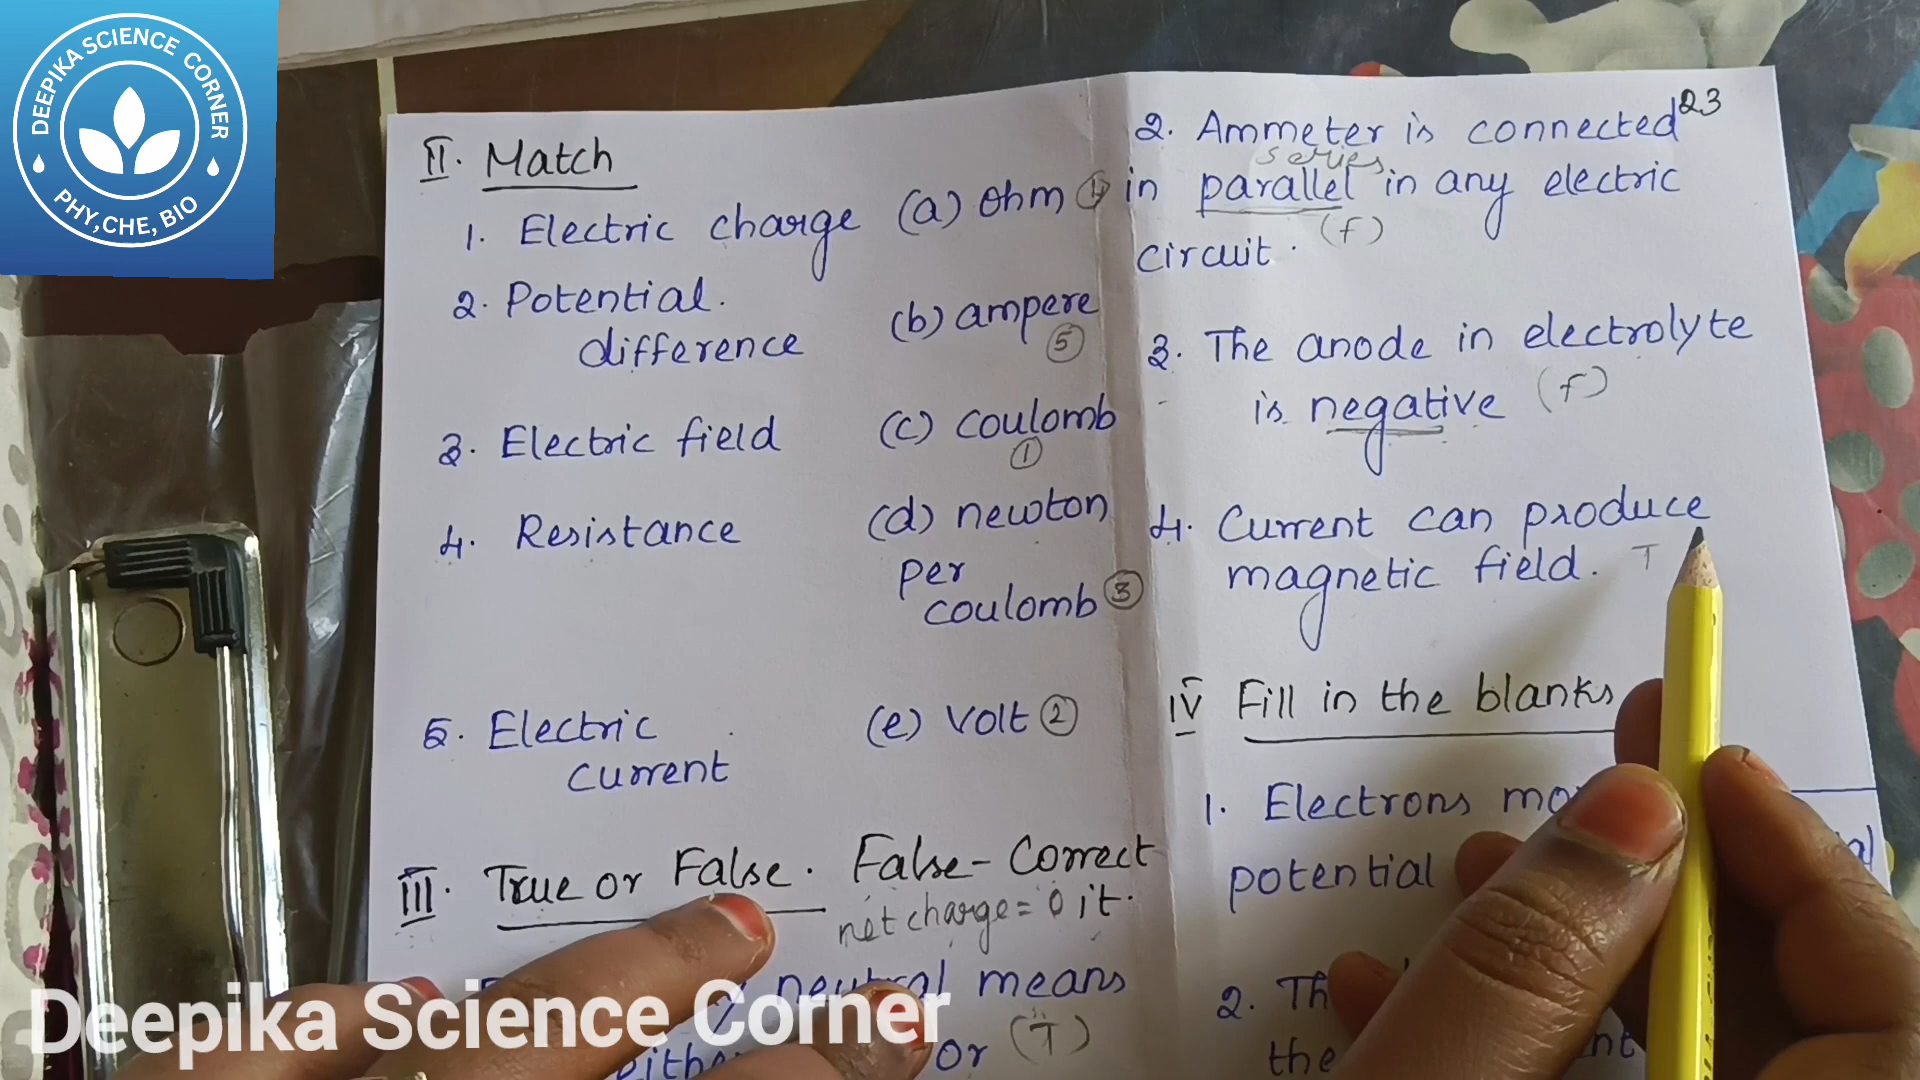 DEEPIKA SCIENCE CORNER
PHY,CHE, BIO
II. Match
1. Electric charge (a) ohm 4
2. Potential
difference (b) ampere
5
3. Electric field (c) coulomb
1
4. Resistance (d) newton
per
coulomb 3
5. Electric (e) volt 2
current
III. True or False. False - Correct
net charge = 0 it.
neutral means
or (T)
23
2. Ammeter is connected
series
in parallel in any electric
(f)
circuit.
3. The anode in electrolyte
is negative (f)
4. Current can produce
magnetic field. T
IV Fill in the blanks
1. Electrons
potential
2.
the
Deepika Science Corner